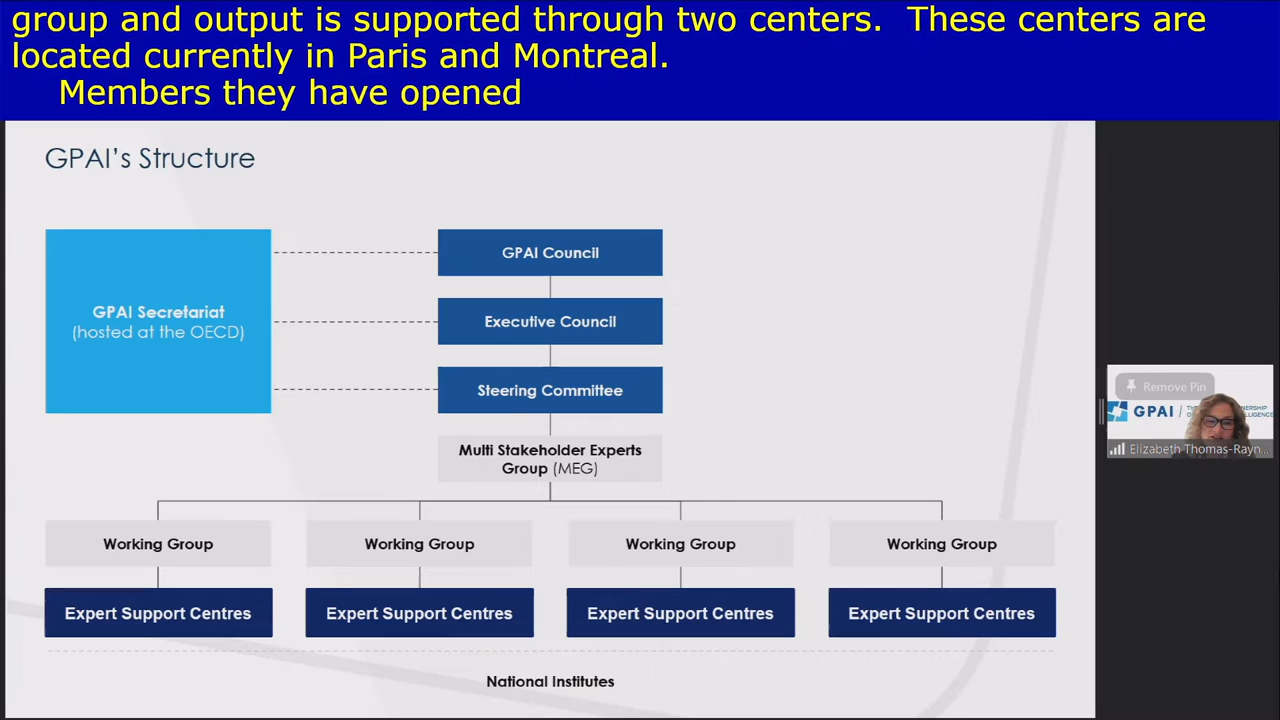 group and output is supported through two centers.  These centers are
located currently in Paris and Montreal.
Members they have opened
GPAI's Structure
GPAI Secretariat
(hosted at the OECD)
GPAI Council
Executive Council
Steering Committee
Multi Stakeholder Experts
Group (MEG)
Working Group
Working Group
Working Group
Working Group
Expert Support Centres
Expert Support Centres
Expert Support Centres
Expert Support Centres
National Institutes
Remove Pin
GPAI /
Elizabeth Thomas-Rayn...